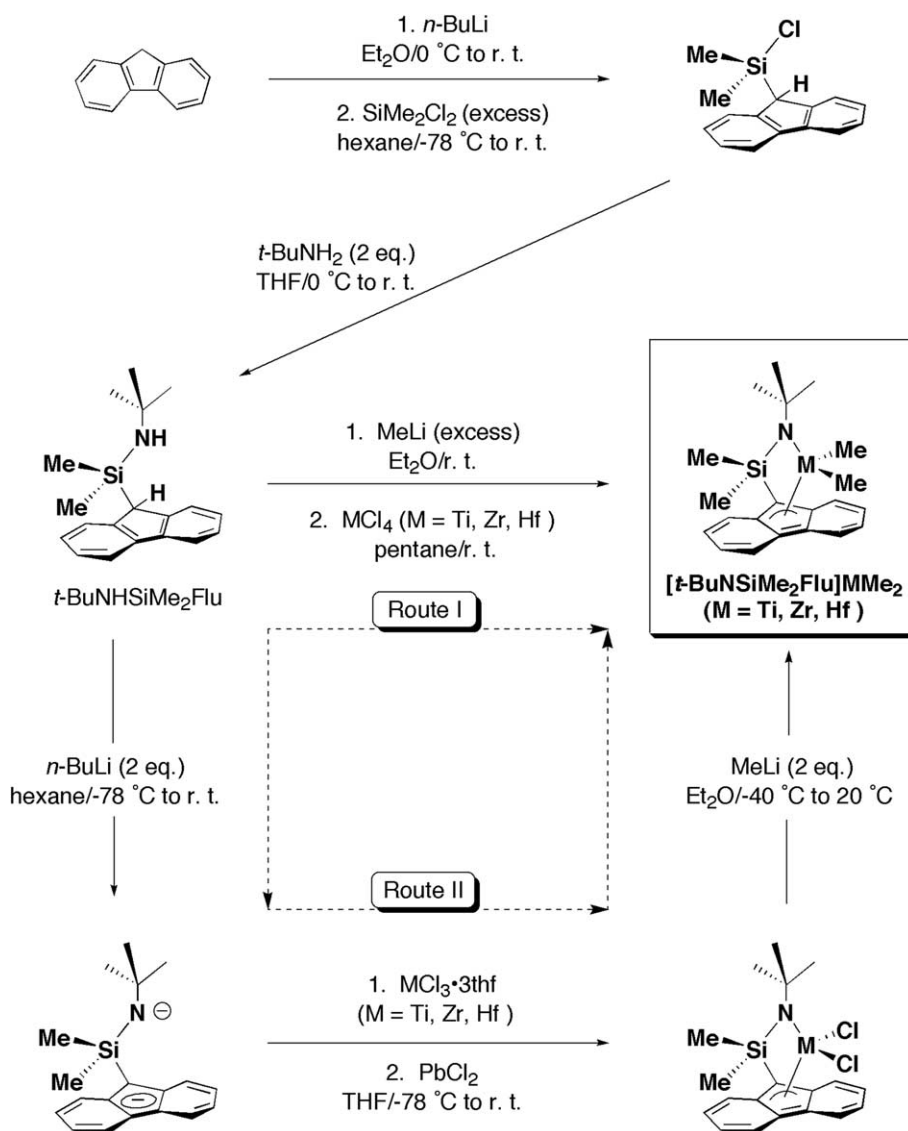 1. n-BuLi
Et₂O/0 °C to r. t.
2. SiMe₂Cl₂ (excess)
hexane/-78 °C to r. t.
Cl
Me
Si
H
Me
t-BuNH₂ (2 eq.)
THF/0 °C to r. t.
NH
Me
Si
H
Me
t-BuNHSiMe₂Flu
1. MeLi (excess)
Et₂O/r. t.
2. MCl₄ (M = Ti, Zr, Hf )
pentane/r. t.
N
Me
Me
Si
M
Me
Me
[t-BuNSiMe₂Flu]MMe₂
(M = Ti, Zr, Hf )
Route I
n-BuLi (2 eq.)
hexane/-78 °C to r. t.
MeLi (2 eq.)
Et₂O/-40 °C to 20 °C
Route II
N ⊖
Me
Si
Me
−
1. MCl₃•3thf
(M = Ti, Zr, Hf )
2. PbCl₂
THF/-78 °C to r. t.
N
Me
Cl
Si
M
Cl
Me